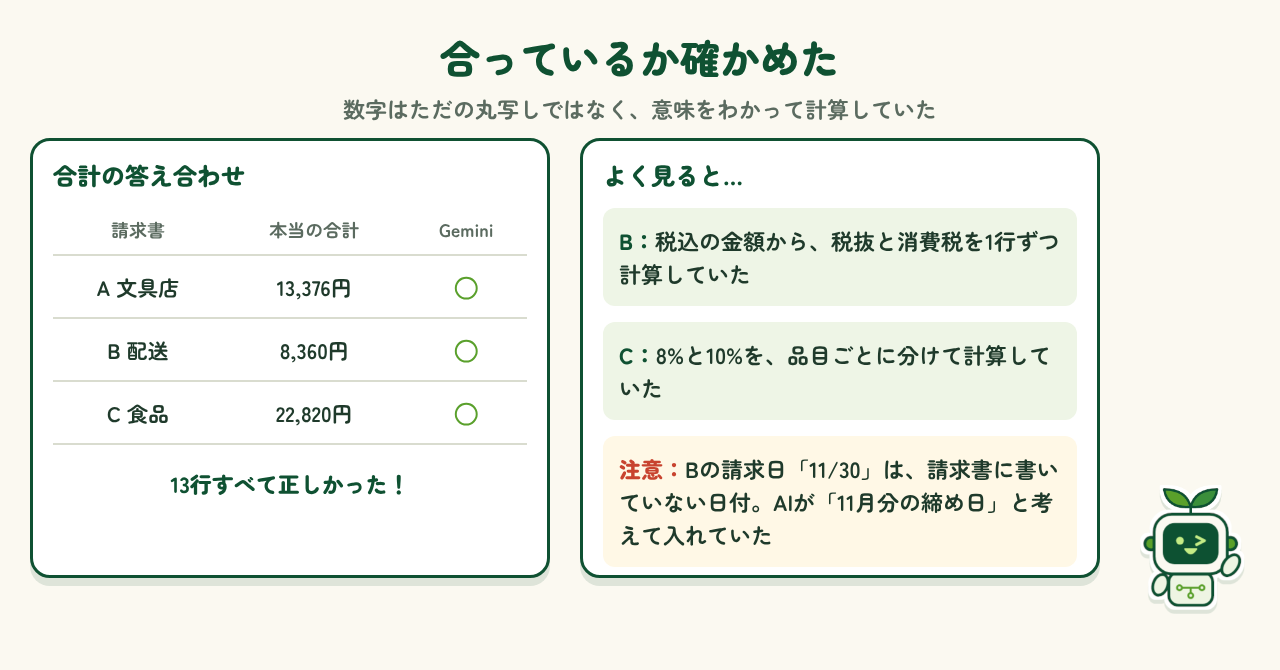 合っているか確かめた
数字はただの丸写しではなく、意味をわかって計算していた
合計の答え合わせ
請求書 本当の合計 Gemini
A 文具店 13,376円 ○
B 配送 8,360円 ○
C 食品 22,820円 ○
13行すべて正しかった！
よく見ると…
B：税込の金額から、税抜と消費税を1行ずつ
計算していた
C：8%と10%を、品目ごとに分けて計算して
いた
注意：Bの請求日「11/30」は、請求書に書い
ていない日付。AIが「11月分の締め日」と考
えて入れていた